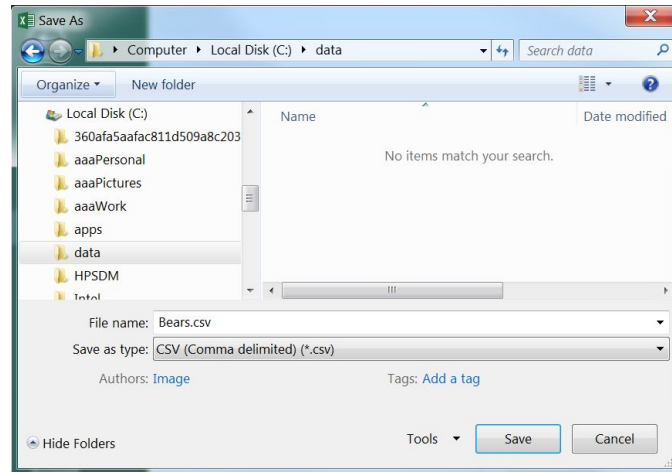 Save As
Computer Local Disk (C:) data
Search data
Organize New folder
Local Disk (C:)
360afa5aafac811d509a8c203
aaaPersonal
aaaPictures
aaaWork
apps
data
HPSDM
Intel
Name Date modified
No items match your search.
File name: Bears.csv
Save as type: CSV (Comma delimited) (*.csv)
Authors: Image Tags: Add a tag
Hide Folders
Tools Save Cancel